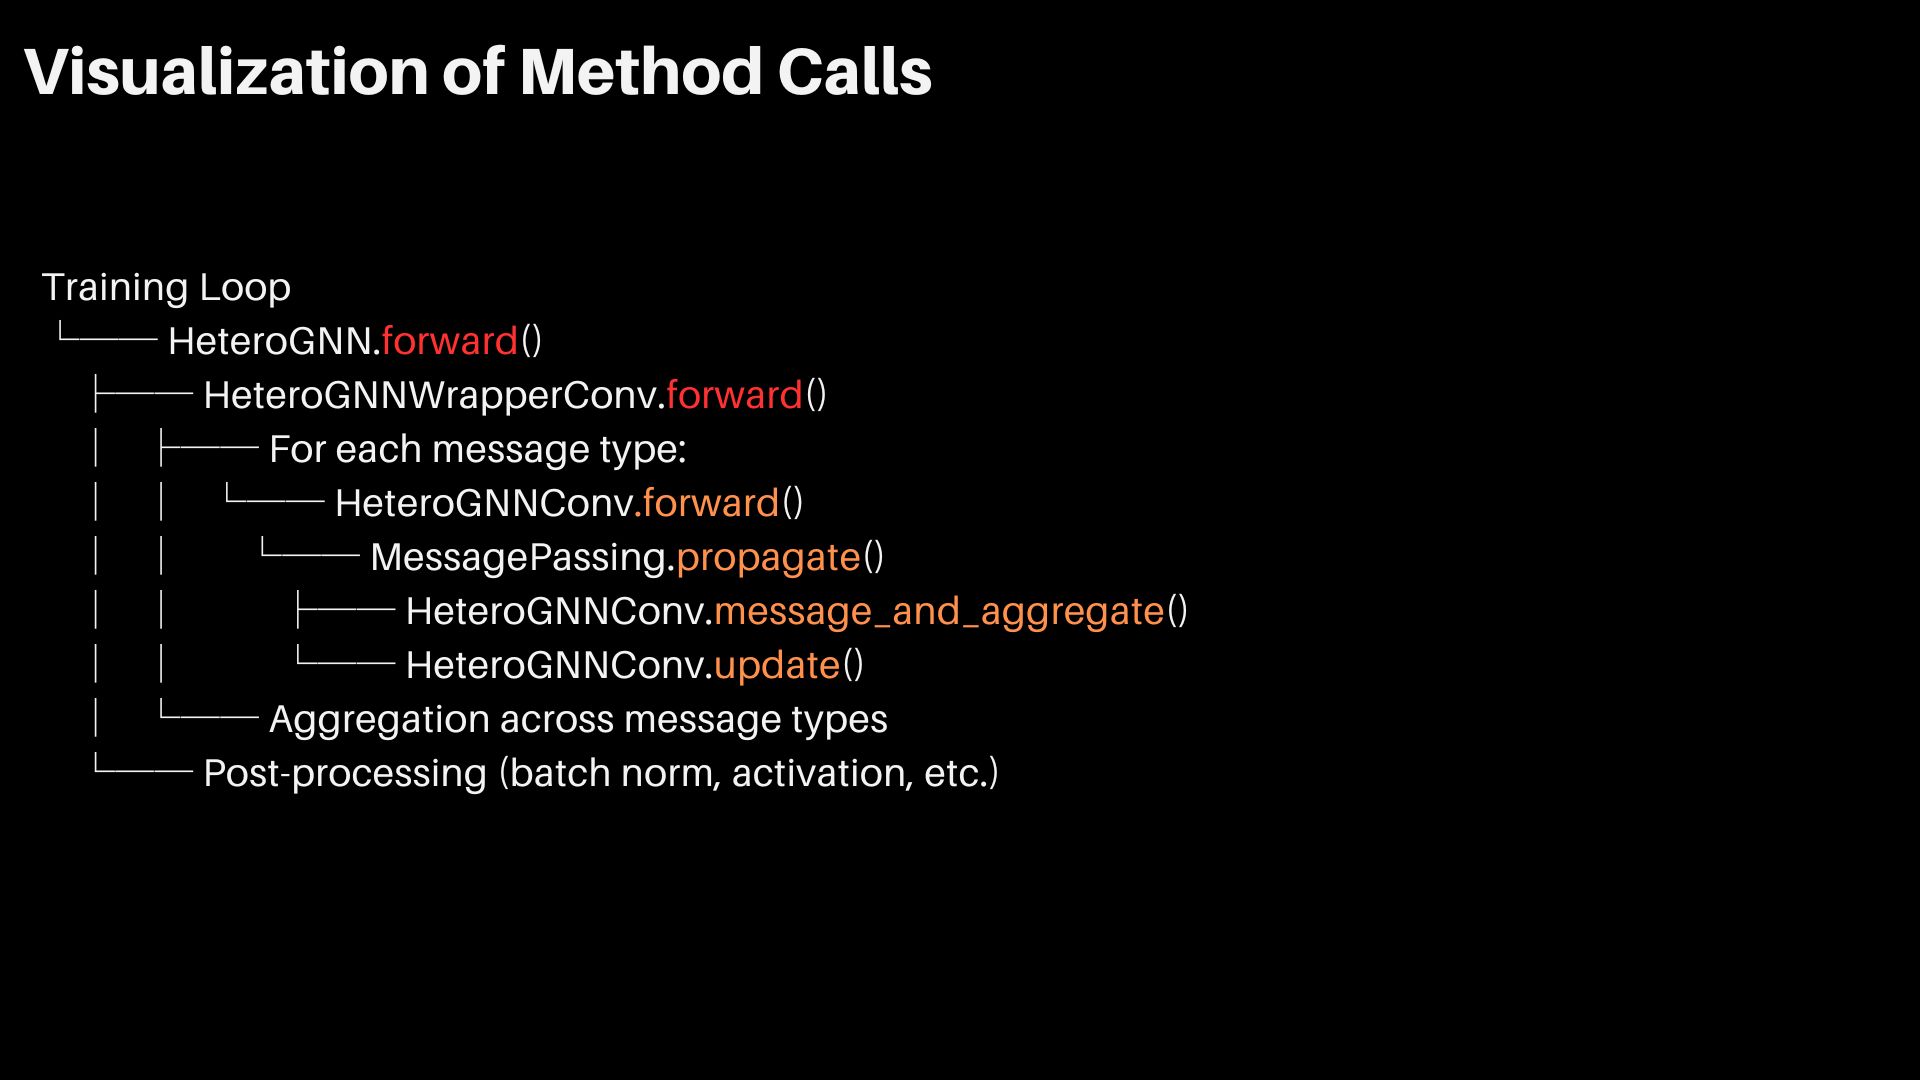 Visualization of Method Calls
Training Loop
└── HeteroGNN.forward()
├── HeteroGNNWrapperConv.forward()
│ ├── For each message type:
│ │ └── HeteroGNNConv.forward()
│ │ └── MessagePassing.propagate()
│ │ ├── HeteroGNNConv.message_and_aggregate()
│ │ └── HeteroGNNConv.update()
│ └── Aggregation across message types
└── Post-processing (batch norm, activation, etc.)